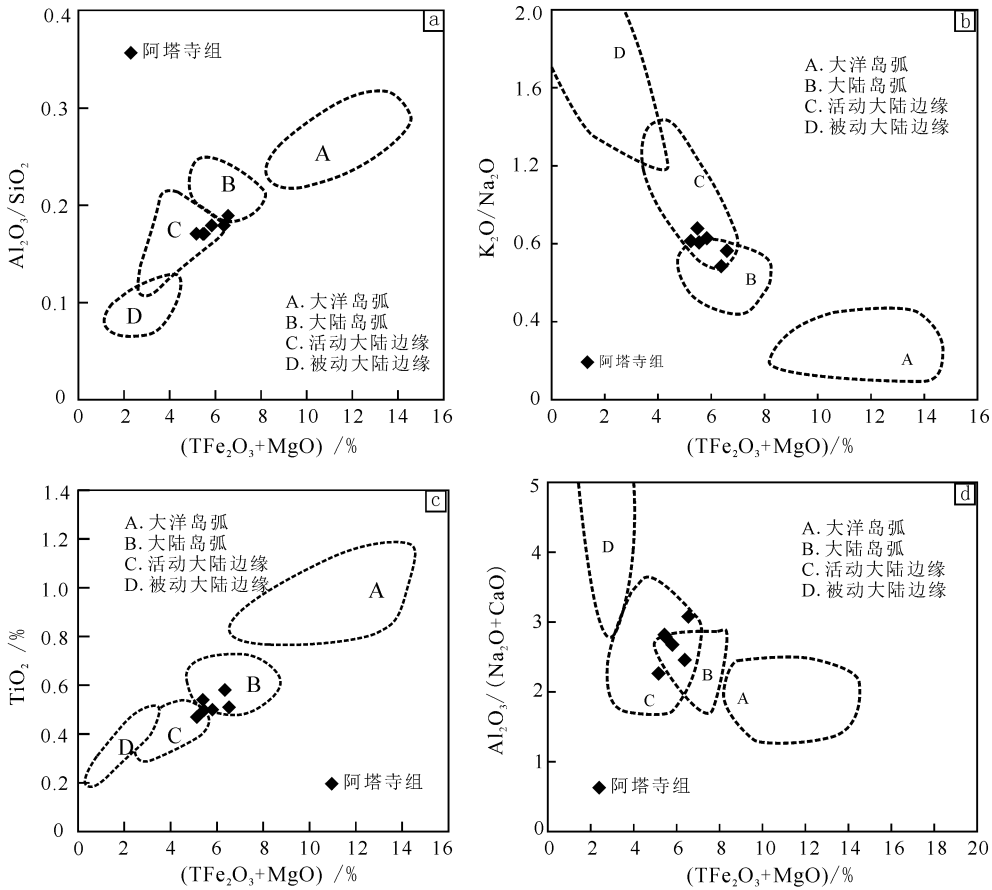 a
0.4
0.3
0.2
0.1
0
Al₂O₃/SiO₂
阿塔寺组
A
B
C
D
A.大洋岛弧
B.大陆岛弧
C.活动大陆边缘
D.被动大陆边缘
0 2 4 6 8 10 12 14 16
(TFe₂O₃+MgO) /%
b
2.0
1.6
1.2
0.6
0.4
0
K₂O/Na₂O
D
C
B
A
A.大洋岛弧
B.大陆岛弧
C.活动大陆边缘
D.被动大陆边缘
阿塔寺组
0 2 4 6 8 10 12 14 16
(TFe₂O₃+MgO) /%
c
1.4
1.0
0.8
0.6
0.4
0.2
0
TiO₂ /%
A.大洋岛弧
B.大陆岛弧
C.活动大陆边缘
D.被动大陆边缘
A
B
C
D
阿塔寺组
0 2 4 6 8 10 12 14 16
(TFe₂O₃+MgO) /%
d
5
4
3
2
1
0
Al₂O₃/(Na₂O+CaO)
A.大洋岛弧
B.大陆岛弧
C.活动大陆边缘
D.被动大陆边缘
D
C
B
A
阿塔寺组
0 2 4 6 8 10 12 14 16 18 20
(TFe₂O₃+MgO) /%